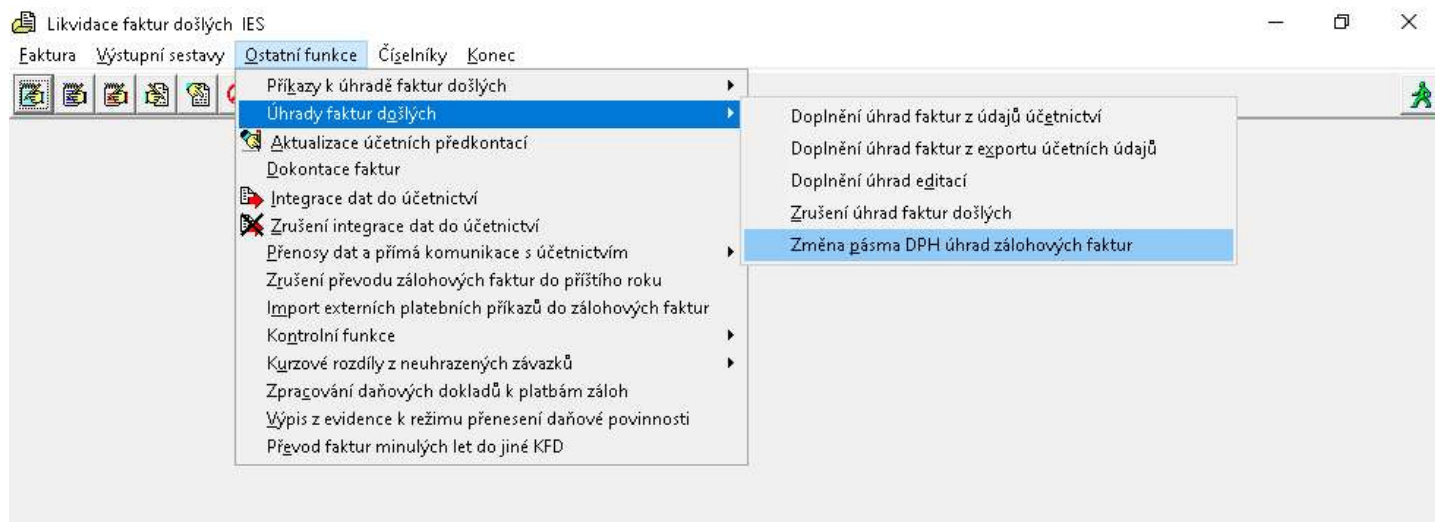 Likvidace faktur došlých IES
Faktura Výstupní sestavy Ostatní funkce Číselníky Konec
Příkazy k úhradě faktur došlých
Úhrady faktur došlých
Aktualizace účetních předkontací
Dokontace faktur
Integrace dat do účetnictví
Zrušení integrace dat do účetnictví
Přenosy dat a přímá komunikace s účetnictvím
Zrušení převodu zálohových faktur do příštího roku
Import externích platebních příkazů do zálohových faktur
Kontrolní funkce
Kurzové rozdíly z neuhrazených závazků
Zpracování daňových dokladů k platbám záloh
Výpis z evidence k režimu přenesení daňové povinnosti
Převod faktur minulých let do jiné KFD
Doplnění úhrad faktur z údajů účetnictví
Doplnění úhrad faktur z exportu účetních údajů
Doplnění úhrad editací
Zrušení úhrad faktur došlých
Změna pásma DPH úhrad zálohových faktur